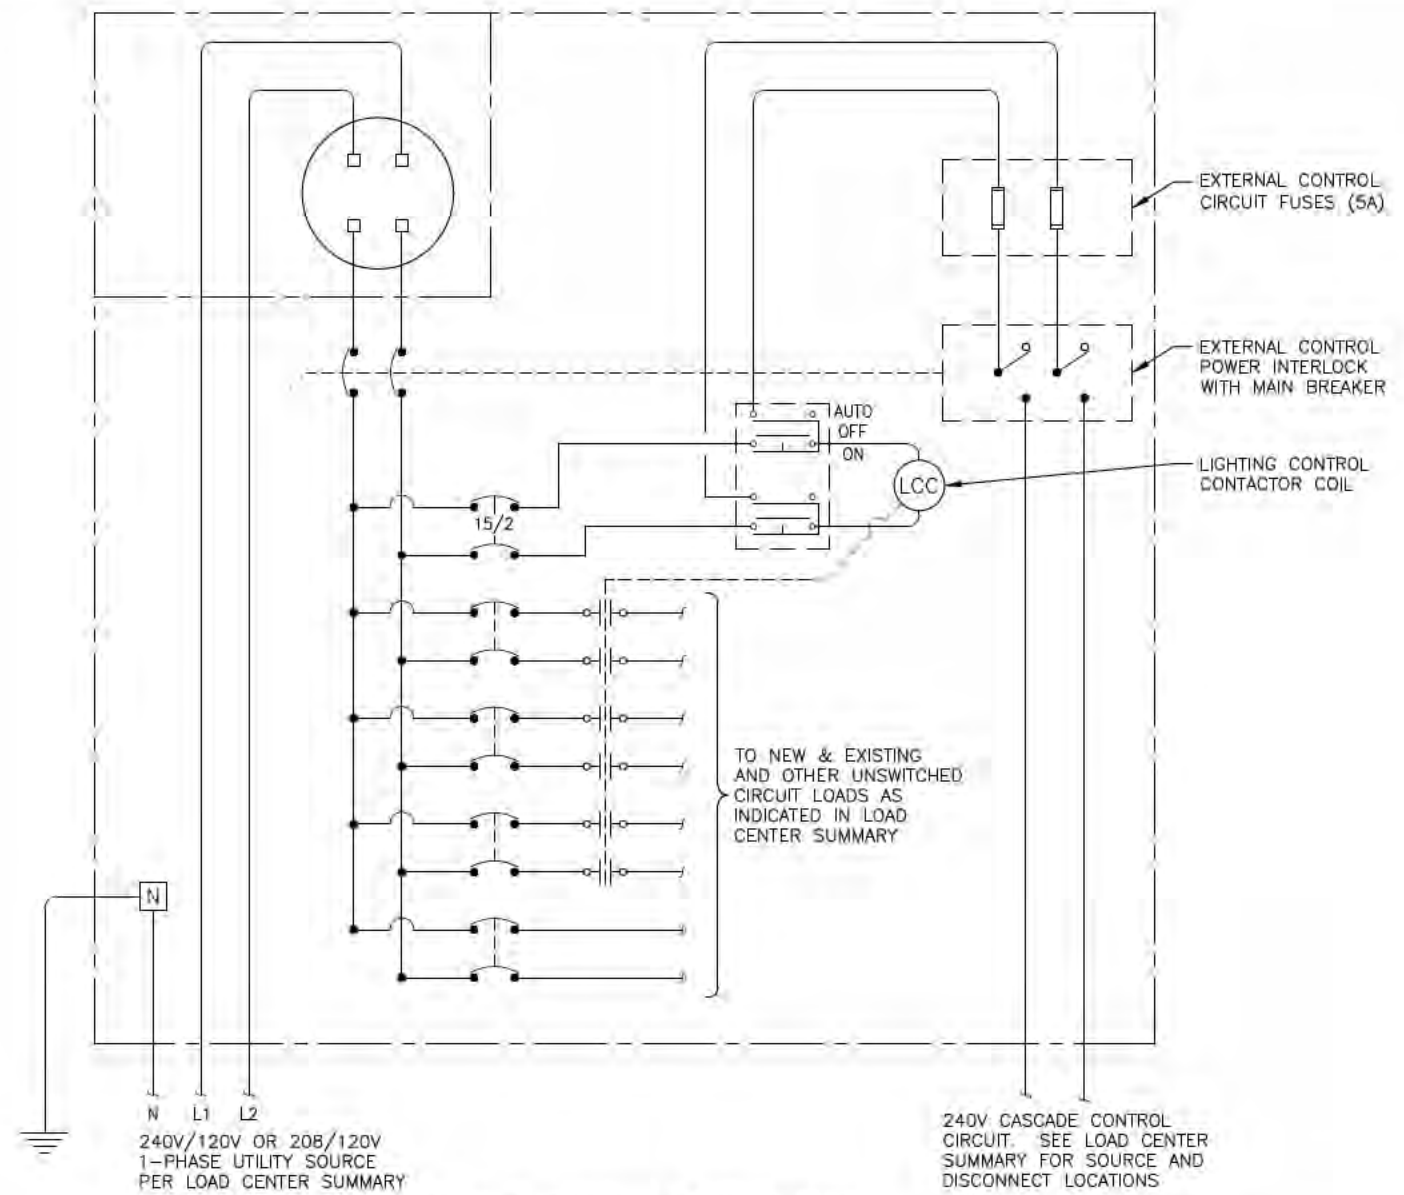 EXTERNAL CONTROL
CIRCUIT FUSES (5A)
EXTERNAL CONTROL
POWER INTERLOCK
WITH MAIN BREAKER
AUTO
OFF
ON
LCC
LIGHTING CONTROL
CONTACTOR COIL
15/2
TO NEW & EXISTING
AND OTHER UNSWITCHED
CIRCUIT LOADS AS
INDICATED IN LOAD
CENTER SUMMARY
N
N L1 L2
240V/120V OR 208/120V
1-PHASE UTILITY SOURCE
PER LOAD CENTER SUMMARY
240V CASCADE CONTROL
CIRCUIT. SEE LOAD CENTER
SUMMARY FOR SOURCE AND
DISCONNECT LOCATIONS